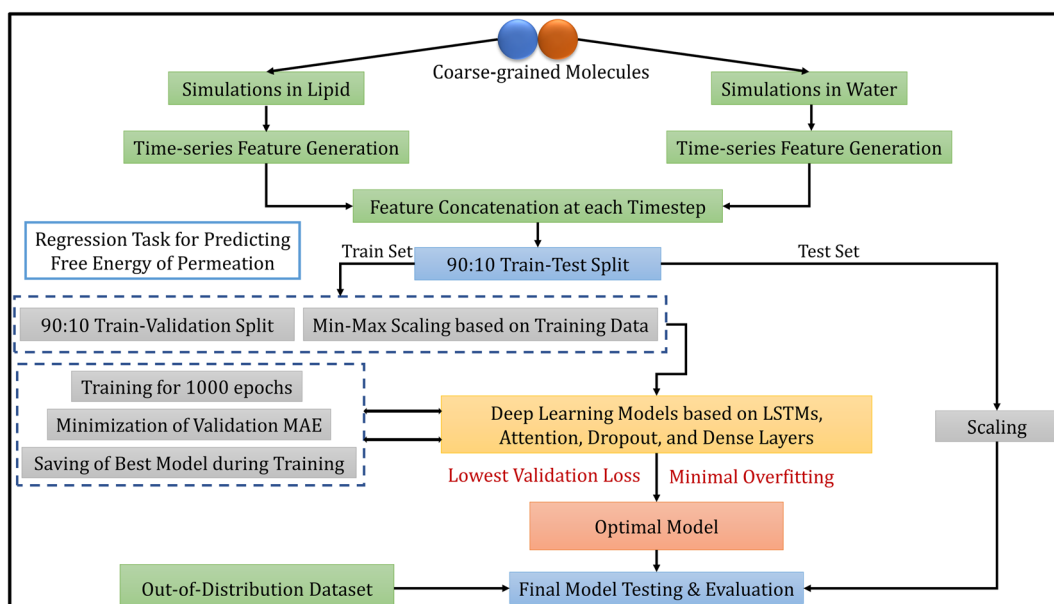 Coarse-grained Molecules
Simulations in Lipid
Simulations in Water
Time-series Feature Generation
Time-series Feature Generation
Feature Concatenation at each Timestep
Regression Task for Predicting
Free Energy of Permeation
Train Set
90:10 Train-Test Split
Test Set
90:10 Train-Validation Split
Min-Max Scaling based on Training Data
Training for 1000 epochs
Minimization of Validation MAE
Saving of Best Model during Training
Deep Learning Models based on LSTMs,
Attention, Dropout, and Dense Layers
Scaling
Lowest Validation Loss
Minimal Overfitting
Optimal Model
Out-of-Distribution Dataset
Final Model Testing & Evaluation